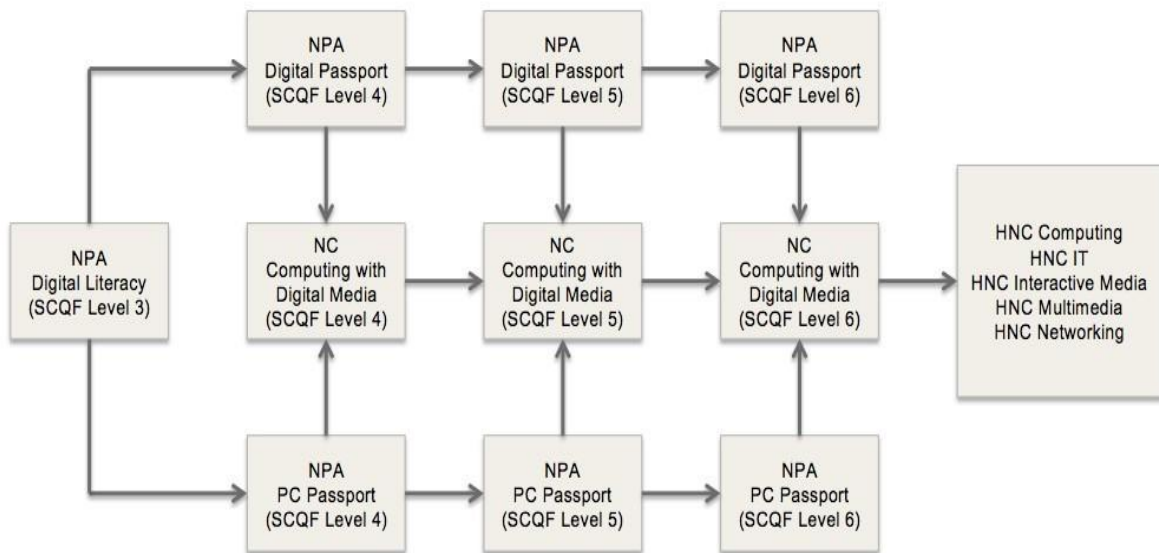 NPA
Digital Passport
(SCQF Level 4)
NPA
Digital Passport
(SCQF Level 5)
NPA
Digital Passport
(SCQF Level 6)
NPA
Digital Literacy
(SCQF Level 3)
NC
Computing with
Digital Media
(SCQF Level 4)
NC
Computing with
Digital Media
(SCQF Level 5)
NC
Computing with
Digital Media
(SCQF Level 6)
HNC Computing
HNC IT
HNC Interactive Media
HNC Multimedia
HNC Networking
NPA
PC Passport
(SCQF Level 4)
NPA
PC Passport
(SCQF Level 5)
NPA
PC Passport
(SCQF Level 6)